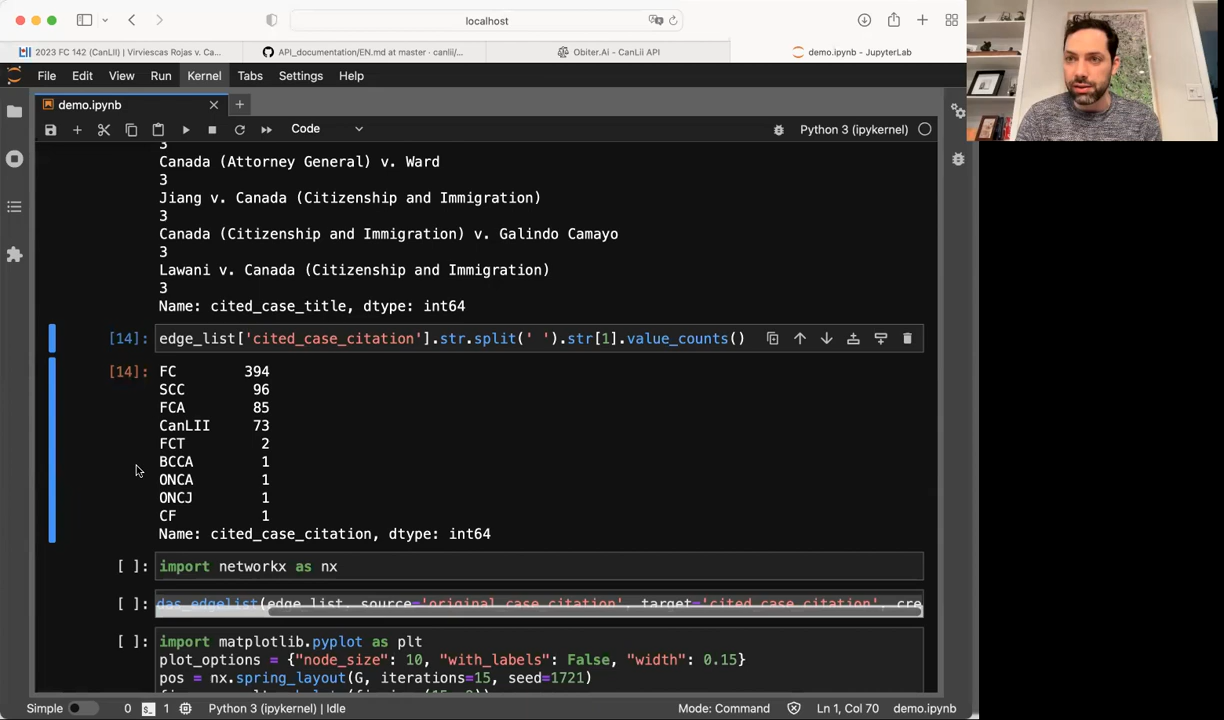 localhost
2023 FC 142 (CanLII) | Virviescas Rojas v. Ca...
API_documentation/EN.md at master · canlii/...
Obiter.Ai - CanLii API
demo.ipynb - JupyterLab
File Edit View Run Kernel Tabs Settings Help
demo.ipynb
Code
Python 3 (ipykernel)
3
Canada (Attorney General) v. Ward
3
Jiang v. Canada (Citizenship and Immigration)
3
Canada (Citizenship and Immigration) v. Galindo Camayo
3
Lawani v. Canada (Citizenship and Immigration)
3
Name: cited_case_title, dtype: int64
[14]: edge_list['cited_case_citation'].str.split(' ').str[1].value_counts()
[14]: FC 394
SCC 96
FCA 85
CanLII 73
FCT 2
BCCA 1
ONCA 1
ONCJ 1
CF 1
Name: cited_case_citation, dtype: int64
[ ]: import networkx as nx
[ ]: das_edgelist(edge_list, source='original_case_citation', target='cited_case_citation', cre
[ ]: import matplotlib.pyplot as plt
plot_options = {"node_size": 10, "with_labels": False, "width": 0.15}
pos = nx.spring_layout(G, iterations=15, seed=1721)
Simple 0 1 Python 3 (ipykernel) | Idle Mode: Command Ln 1, Col 70 demo.ipynb